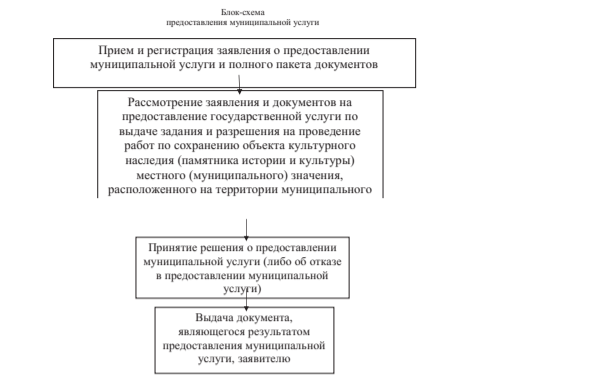 Блок-схема
предоставления муниципальной услуги
Прием и регистрация заявления о предоставлении
муниципальной услуги и полного пакета документов
Рассмотрение заявления и документов на
предоставление государственной услуги по
выдаче задания и разрешения на проведение
работ по сохранению объекта культурного
наследия (памятника истории и культуры)
местного (муниципального) значения,
расположенного на территории муниципального
Принятие решения о предоставлении
муниципальной услуги (либо об отказе
в предоставлении муниципальной
услуги)
Выдача документа,
являющегося результатом
предоставления муниципальной
услуги, заявителю